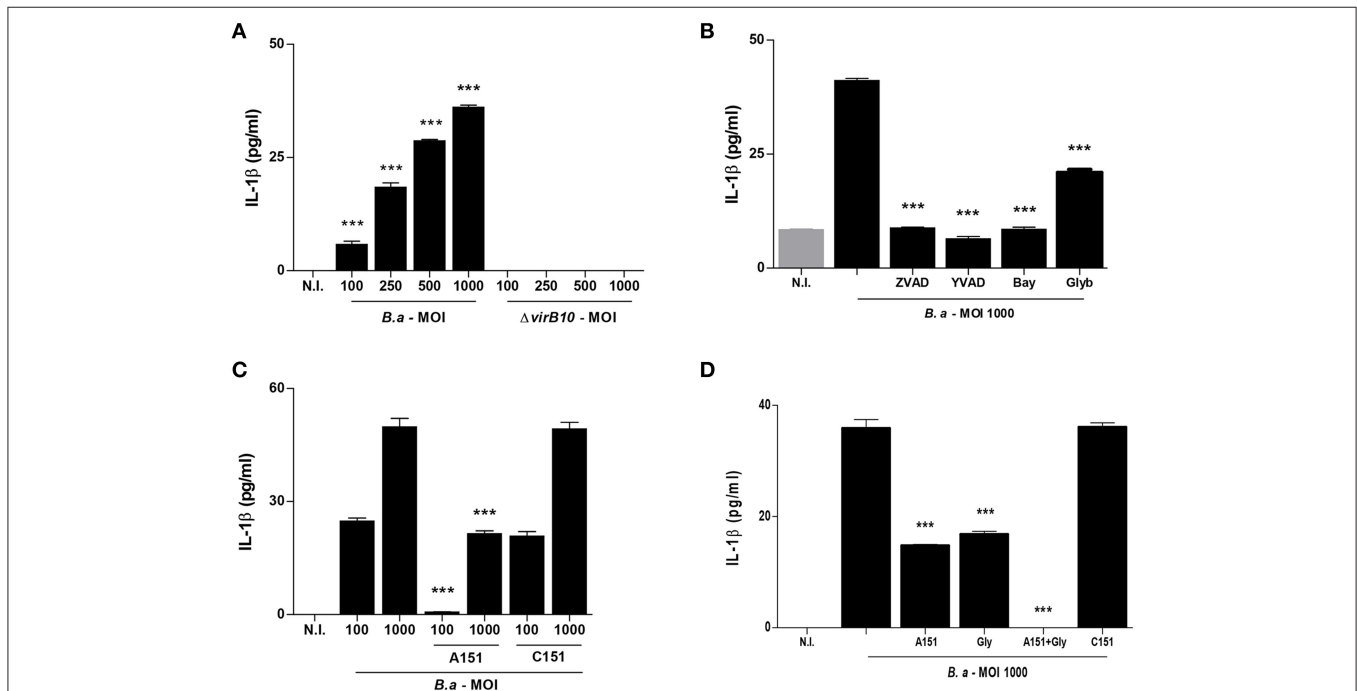 A
50
25
0
IL-1β (pg/ml)
***
***
***
***
N.I. 100 250 500 1000 100 250 500 1000
B.a - MOI ΔvirB10 - MOI
B
50
25
0
IL-1β (pg/ml)
***
***
***
***
N.I. ZVAD YVAD Bay Glyb
B. a - MOI 1000
C
60
30
0
IL-1β (pg/ml)
***
***
N.I. 100 1000 100 1000 100 1000
A151 C151
B.a - MOI
D
40
20
0
IL-1β (pg/ml)
***
***
***
N.I. A151 Gly A151+Gly C151
B. a - MOI 1000